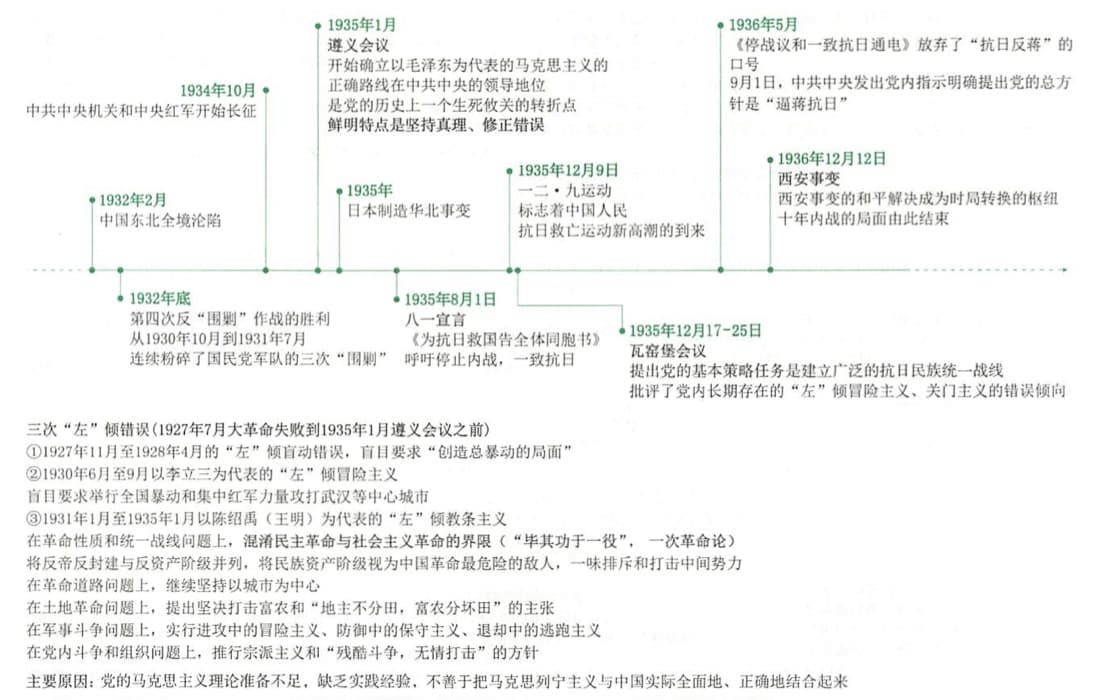 1935年1月
遵义会议
开始确立以毛泽东为代表的马克思主义的
正确路线在中共中央的领导地位
是党的历史上一个生死攸关的转折点
鲜明特点是坚持真理、修正错误
1936年5月
《停战议和一致抗日通电》放弃了“抗日反蒋”的
口号
9月1日，中共中央发出党内指示明确提出党的总方
针是“逼蒋抗日”
1934年10月
中共中央机关和中央红军开始长征
1935年12月9日
一二·九运动
标志着中国人民
抗日救亡运动新高潮的到来
1936年12月12日
西安事变
西安事变的和平解决成为时局转换的枢纽
十年内战的局面由此结束
1932年2月
中国东北全境沦陷
1935年
日本制造华北事变
1932年底
第四次反“围剿”作战的胜利
从1930年10月到1931年7月
连续粉碎了国民党军队的三次“围剿”
1935年8月1日
八一宣言
《为抗日救国告全体同胞书》
呼吁停止内战，一致抗日
1935年12月17-25日
瓦窑堡会议
提出党的基本策略任务是建立广泛的抗日民族统一战线
批评了党内长期存在的“左”倾冒险主义、关门主义的错误倾向
三次“左”倾错误(1927年7月大革命失败到1935年1月遵义会议之前)
①1927年11月至1928年4月的“左”倾盲动错误，盲目要求“创造总暴动的局面”
②1930年6月至9月以李立三为代表的“左”倾冒险主义
盲目要求举行全国暴动和集中红军力量攻打武汉等中心城市
③1931年1月至1935年1月以陈绍禹（王明）为代表的“左”倾教条主义
在革命性质和统一战线问题上，混淆民主革命与社会主义革命的界限（“毕其功于一役”，一次革命论）
将反帝反封建与反资产阶级并列，将民族资产阶级视为中国革命最危险的敌人，一味排斥和打击中间势力
在革命道路问题上，继续坚持以城市为中心
在土地革命问题上，提出坚决打击富农和“地主不分田，富农分坏田”的主张
在军事斗争问题上，实行进攻中的冒险主义、防御中的保守主义、退却中的逃跑主义
在党内斗争和组织问题上，推行宗派主义和“残酷斗争，无情打击”的方针
主要原因：党的马克思主义理论准备不足，缺乏实践经验，不善于把马克思列宁主义与中国实际全面地、正确地结合起来